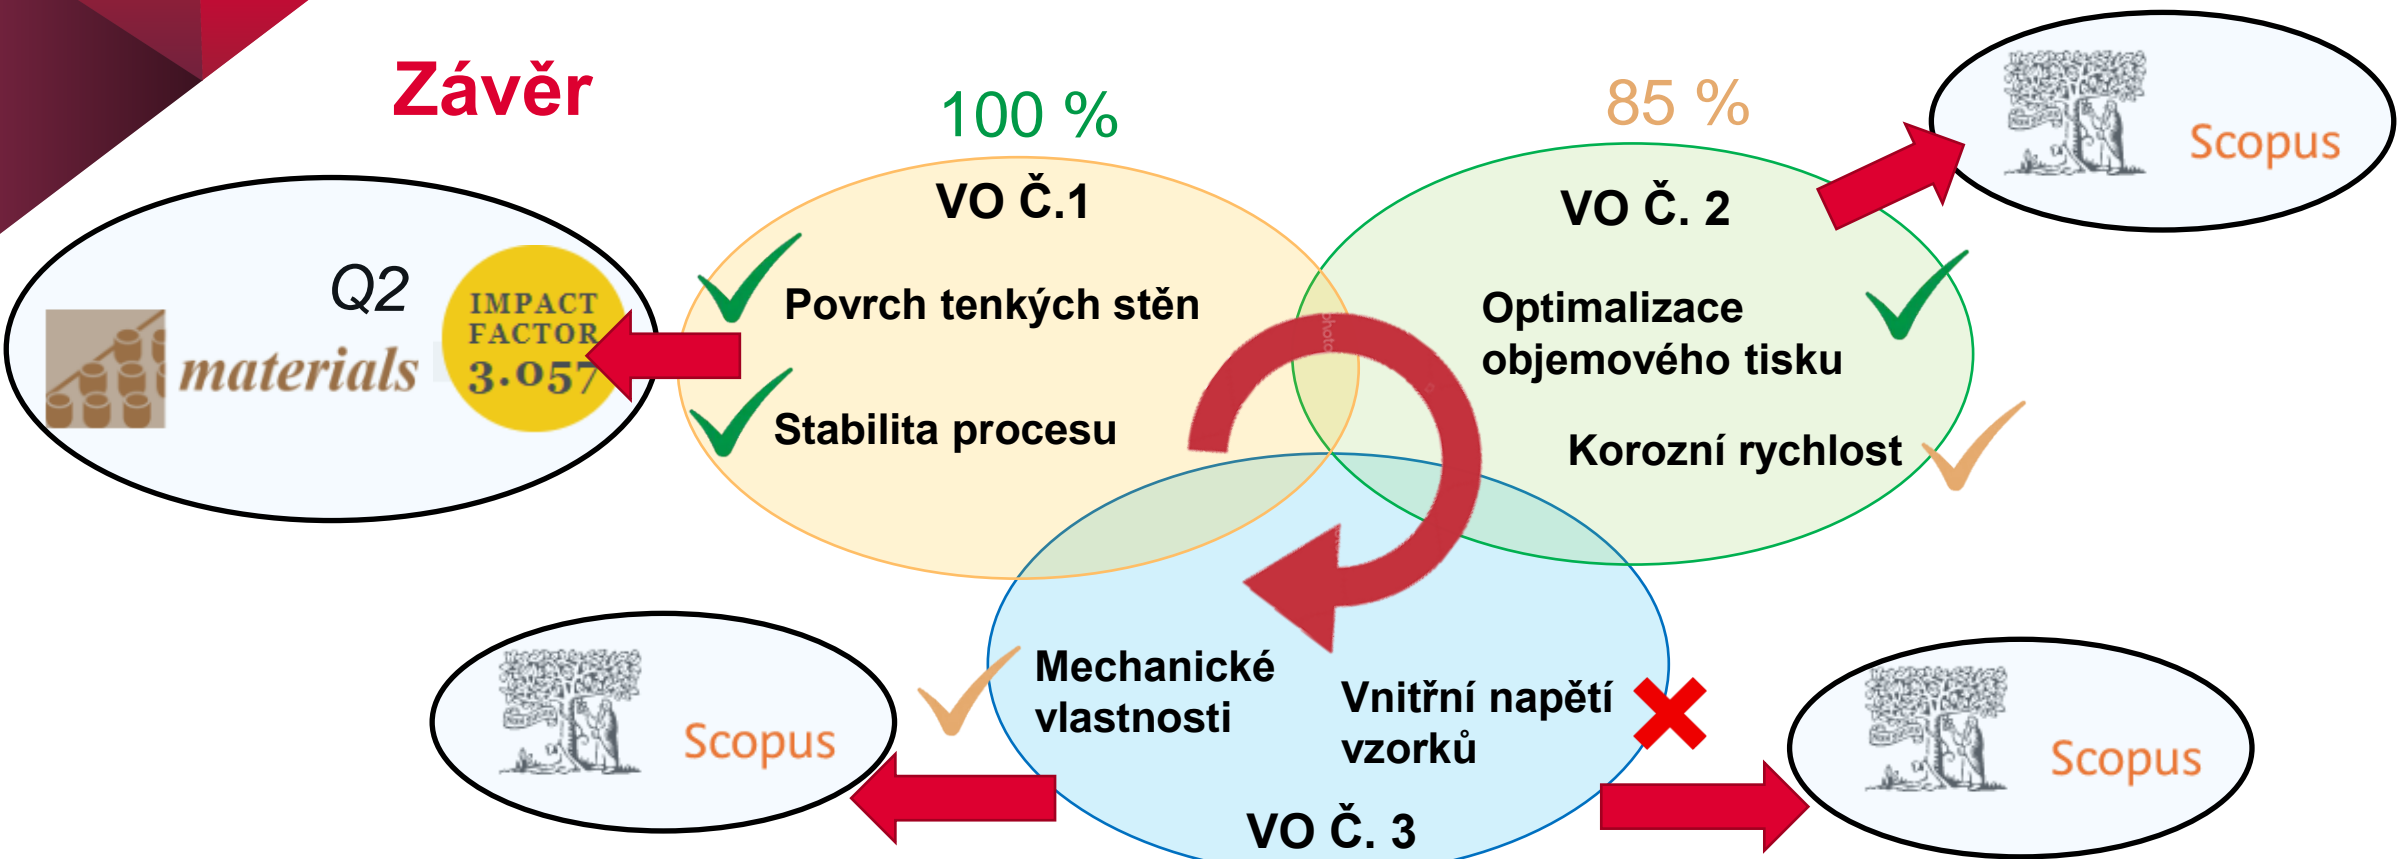 Závěr
100 %
85 %
Scopus
VO Č.1
VO Č. 2
Q2
IMPACT
FACTOR
3.057
materials
Povrch tenkých stěn
Stabilita procesu
Optimalizace
objemového tisku
Korozní rychlost
Mechanické
vlastnosti
Vnitřní napětí
vzorků
Scopus
Scopus
VO Č. 3